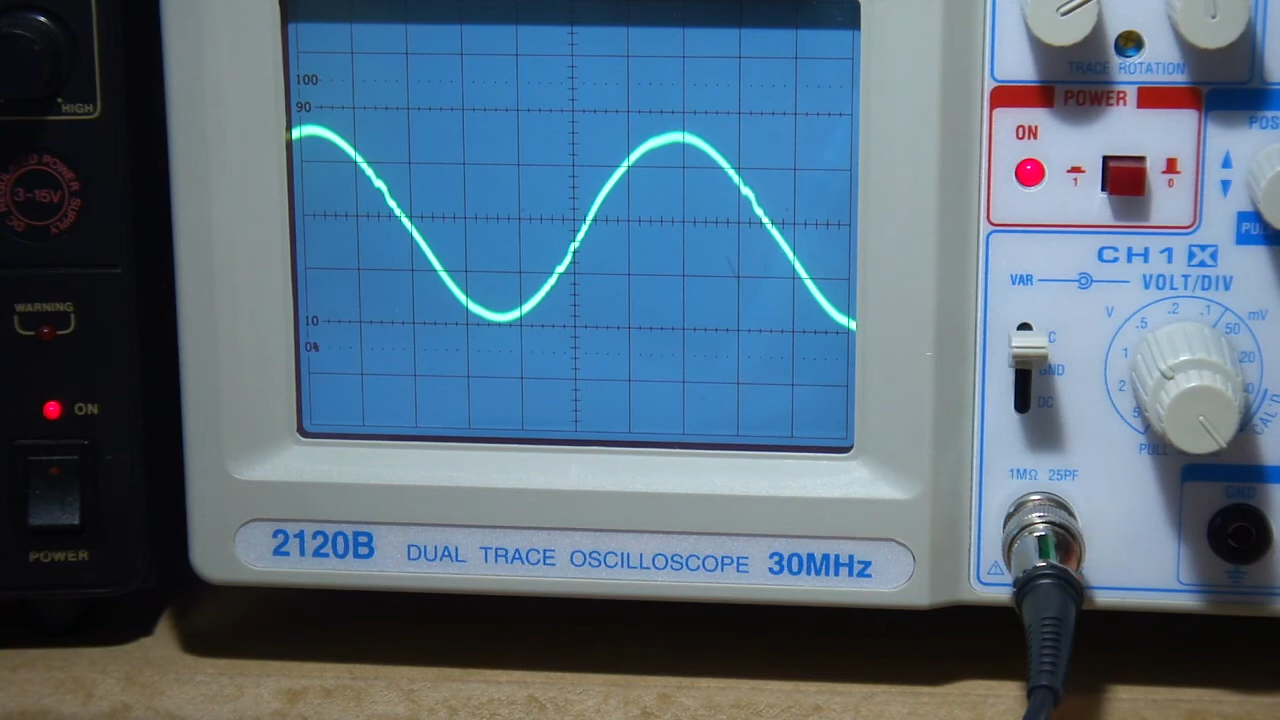 HIGH
DC REGULATED POWER SUPPLY
3-15V
WARNING
ON
POWER
100
90
10
0%
2120B DUAL TRACE OSCILLOSCOPE 30MHz
TRACE ROTATION
POWER
ON
1
0
POS
PUL
CH1 X
VAR
VOLT/DIV
V
.5
.2
.1
mV
50
20
1
2
5
0
CAL'D
PULL
C
GND
DC
1MΩ 25PF
GND